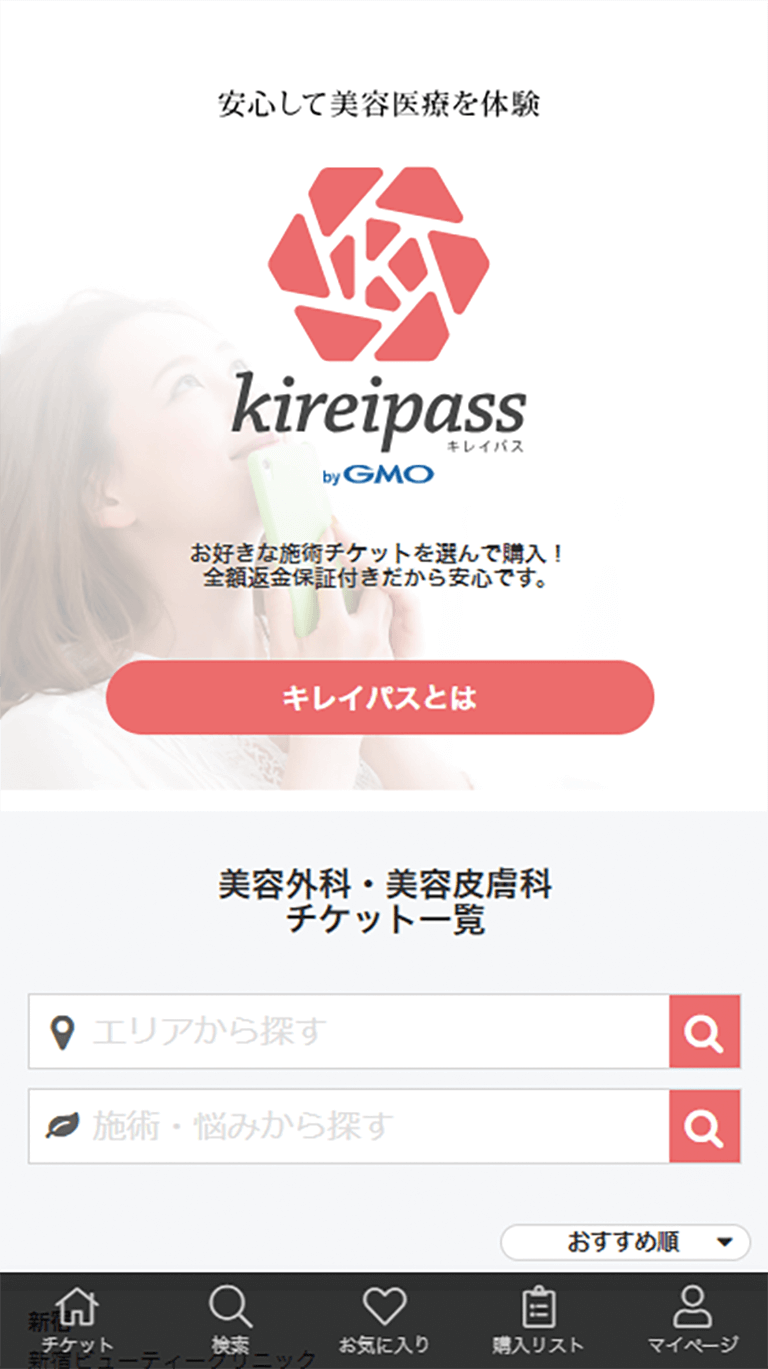 安心して美容医療を体験
kireipass
キレイパス
by GMO
お好きな施術チケットを選んで購入！
全額返金保証付きだから安心です。
キレイパスとは
美容外科・美容皮膚科
チケット一覧
エリアから探す
施術・悩みから探す
おすすめ順
新宿
新宿ビューティークリニック
チケット
検索
お気に入り
購入リスト
マイページ